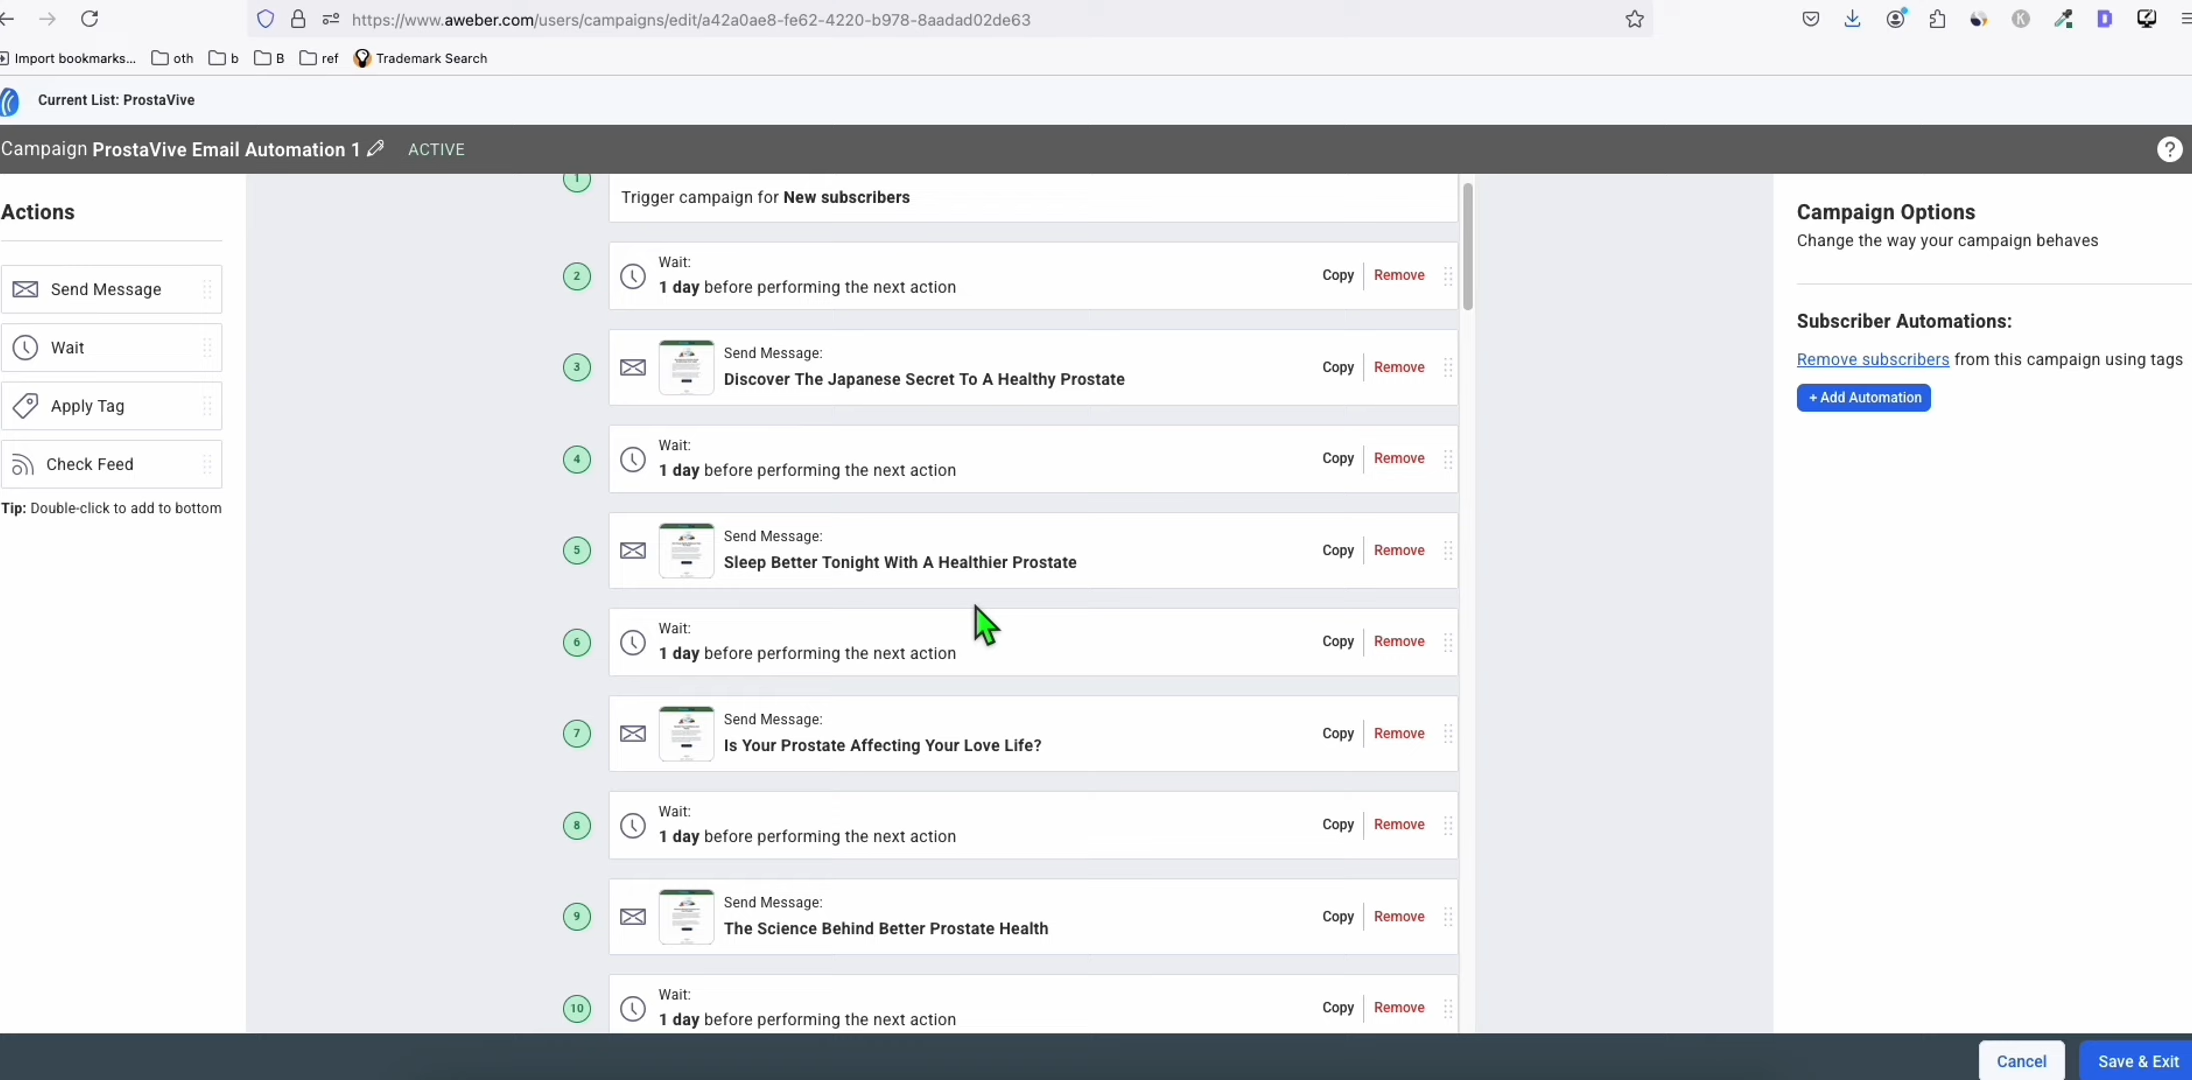 https://www.aweber.com/users/campaigns/edit/a42a0ae8-fe62-4220-b978-8aadad02de63
Import bookmarks... oth b B ref Trademark Search
Current List: ProstaVive
Campaign ProstaVive Email Automation 1 ACTIVE ?
Actions
Send Message
Wait
Apply Tag
Check Feed
Tip: Double-click to add to bottom
1
Trigger campaign for New subscribers
2
Wait:
1 day before performing the next action
Copy Remove
3
Send Message:
Discover The Japanese Secret To A Healthy Prostate
Copy Remove
4
Wait:
1 day before performing the next action
Copy Remove
5
Send Message:
Sleep Better Tonight With A Healthier Prostate
Copy Remove
6
Wait:
1 day before performing the next action
Copy Remove
7
Send Message:
Is Your Prostate Affecting Your Love Life?
Copy Remove
8
Wait:
1 day before performing the next action
Copy Remove
9
Send Message:
The Science Behind Better Prostate Health
Copy Remove
10
Wait:
1 day before performing the next action
Copy Remove
Campaign Options
Change the way your campaign behaves
Subscriber Automations:
Remove subscribers from this campaign using tags
+ Add Automation
Cancel Save & Exit